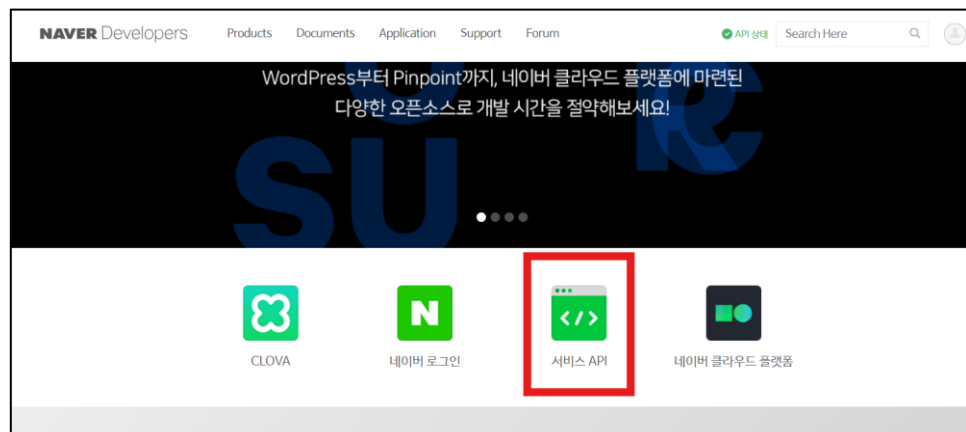 NAVER Developers Products Documents Application Support Forum API 상태 Search Here
WordPress부터 Pinpoint까지, 네이버 클라우드 플랫폼에 마련된
다양한 오픈소스로 개발 시간을 절약해보세요!
SU
N
</>
CLOVA 네이버 로그인 서비스 API 네이버 클라우드 플랫폼